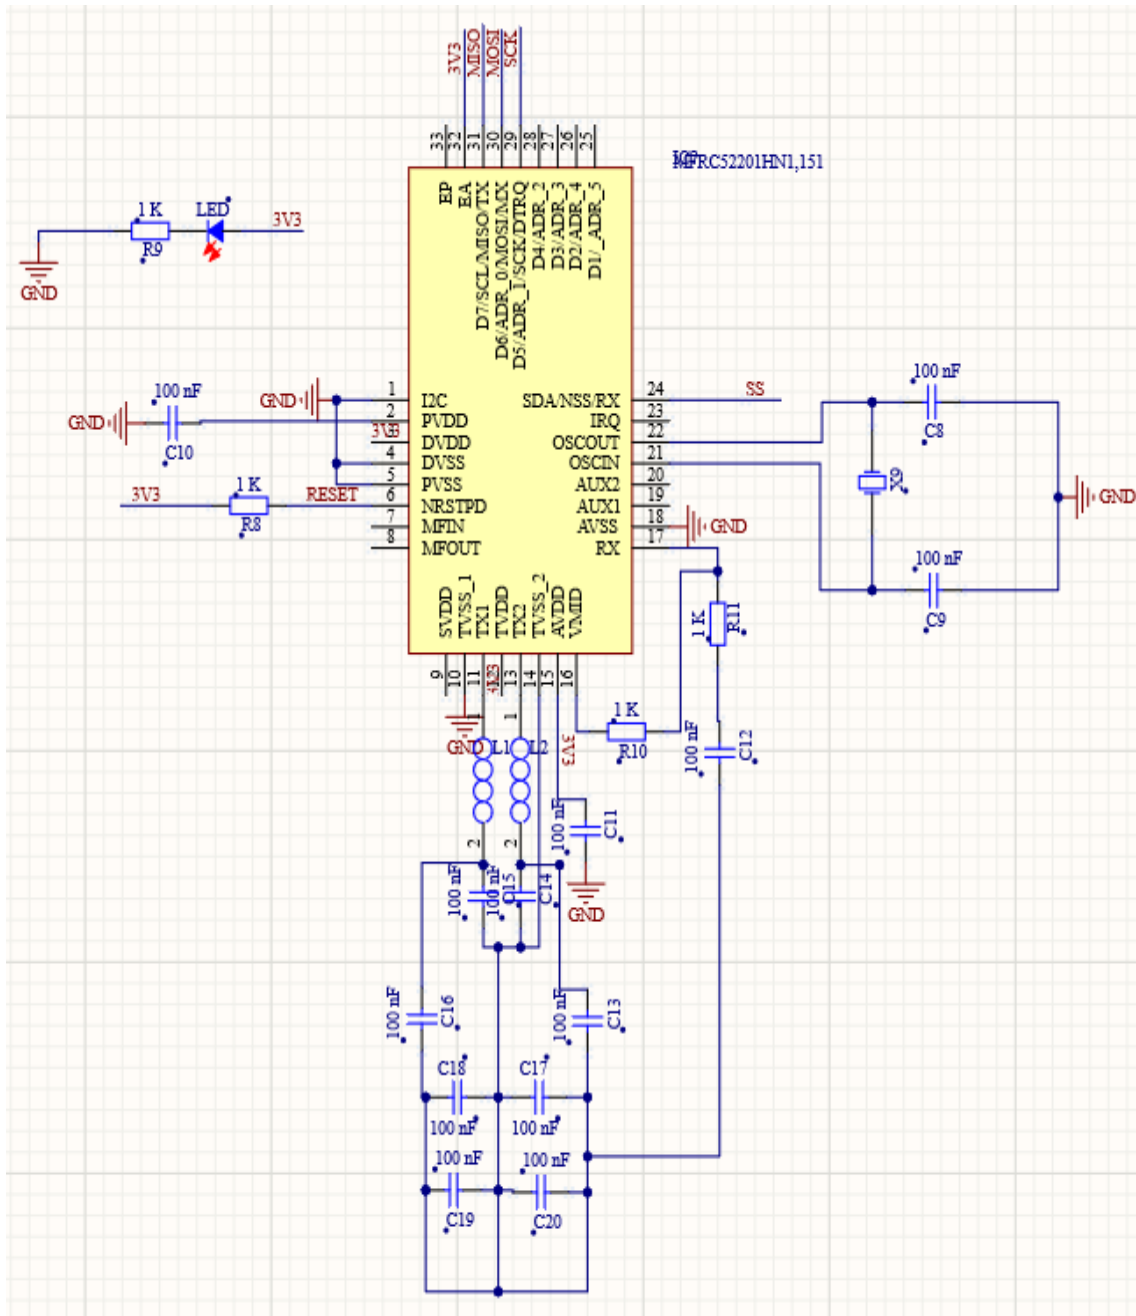 3V3
MISO
MOSI
SCK
33
32
31
30
29
28
27
26
25
MFRC52201HN1,151
EP
EA
D7/SCL/MISO/TX
D6/ADR_0/MOSI/MX
D5/ADR_1/SCK/DTRQ
D4/ADR_2
D3/ADR_3
D2/ADR_4
D1/_ADR_5
1 K
LED
3V3
R9
GND
100 nF
GND
C10
GND
3V3
1 K
RESET
3V3
R8
1
2
4
5
6
7
8
I2C
PVDD
DVDD
DVSS
PVSS
NRSTPD
MFIN
MFOUT
SDA/NSS/RX
IRQ
OSCOUT
OSCIN
AUX2
AUX1
AVSS
RX
24
23
22
21
20
19
18
17
SS
GND
100 nF
C8
X9
GND
100 nF
C9
SVDD
TVSS_1
TX1
TVDD
TX2
TVSS_2
AVDD
VMID
9
10
11
13
14
15
16
1 K
R11
1 K
R10
100 nF
C12
GND
1
L1
2
1
L2
2
3V3
100 nF
C11
GND
100 nF
C15
100 nF
C14
100 nF
C16
100 nF
C13
C18
100 nF
C17
100 nF
100 nF
C19
100 nF
C20